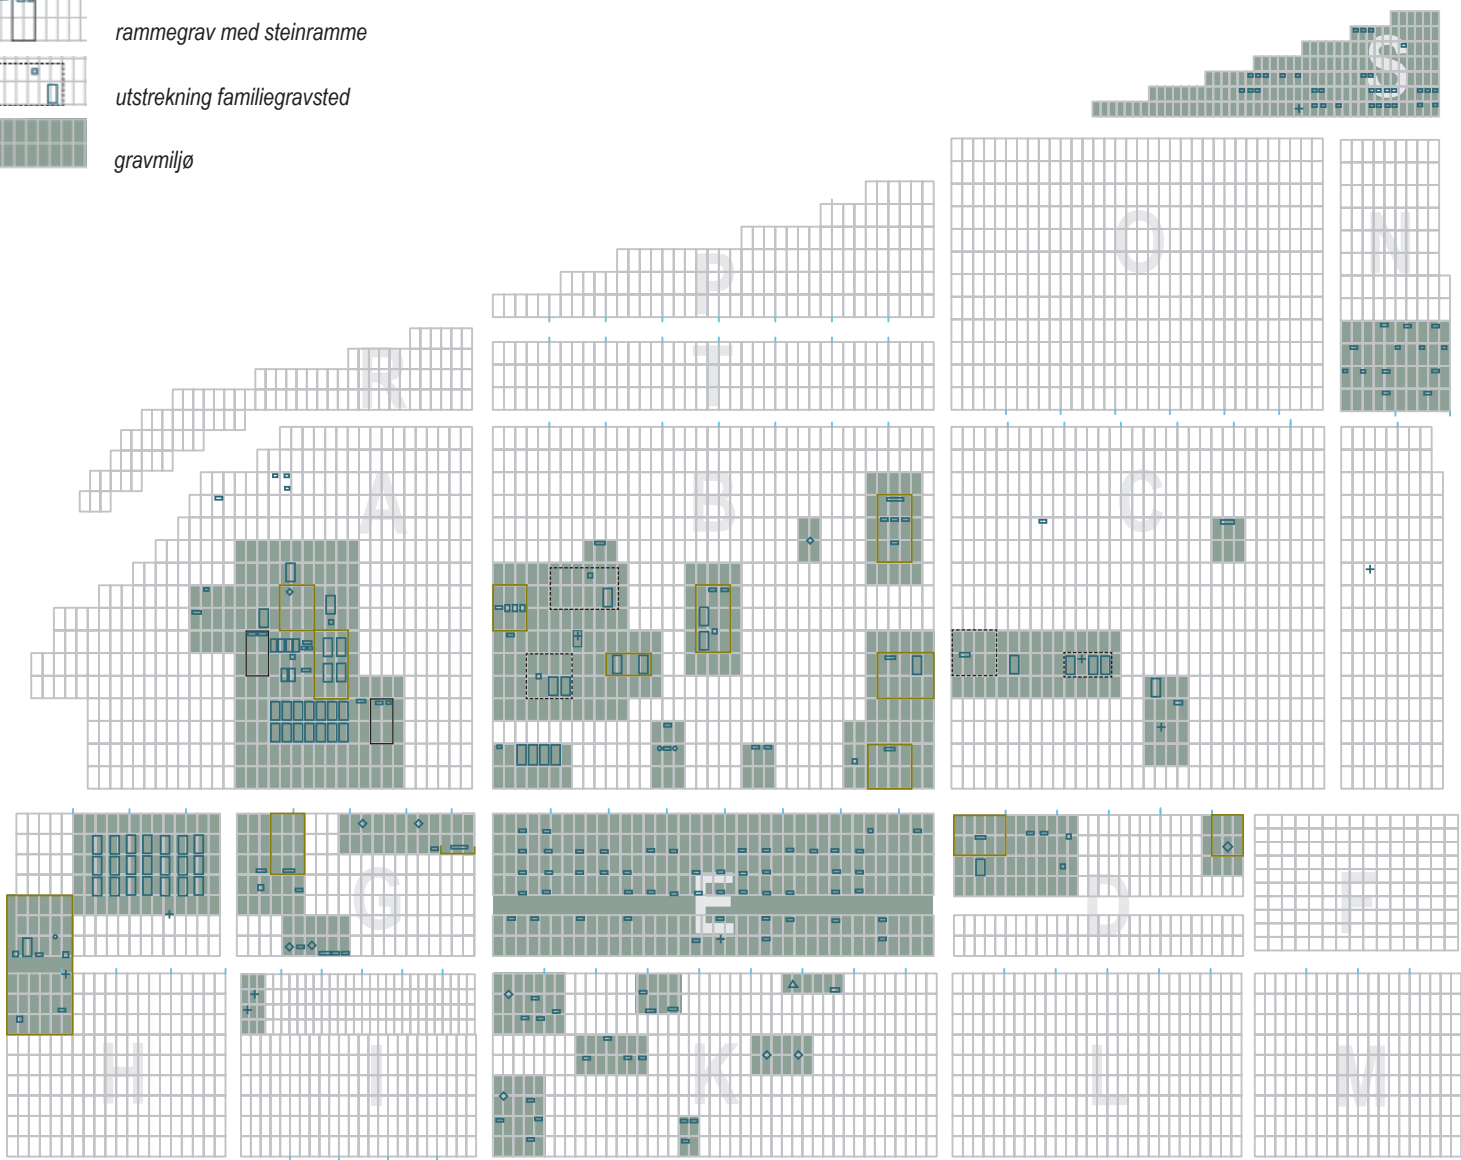 rammegrav med steinramme
utstrekning familiegravsted
gravmiljø
S
O
N
P
R
T
A
B
C
G
E
D
F
H
I
K
L
M